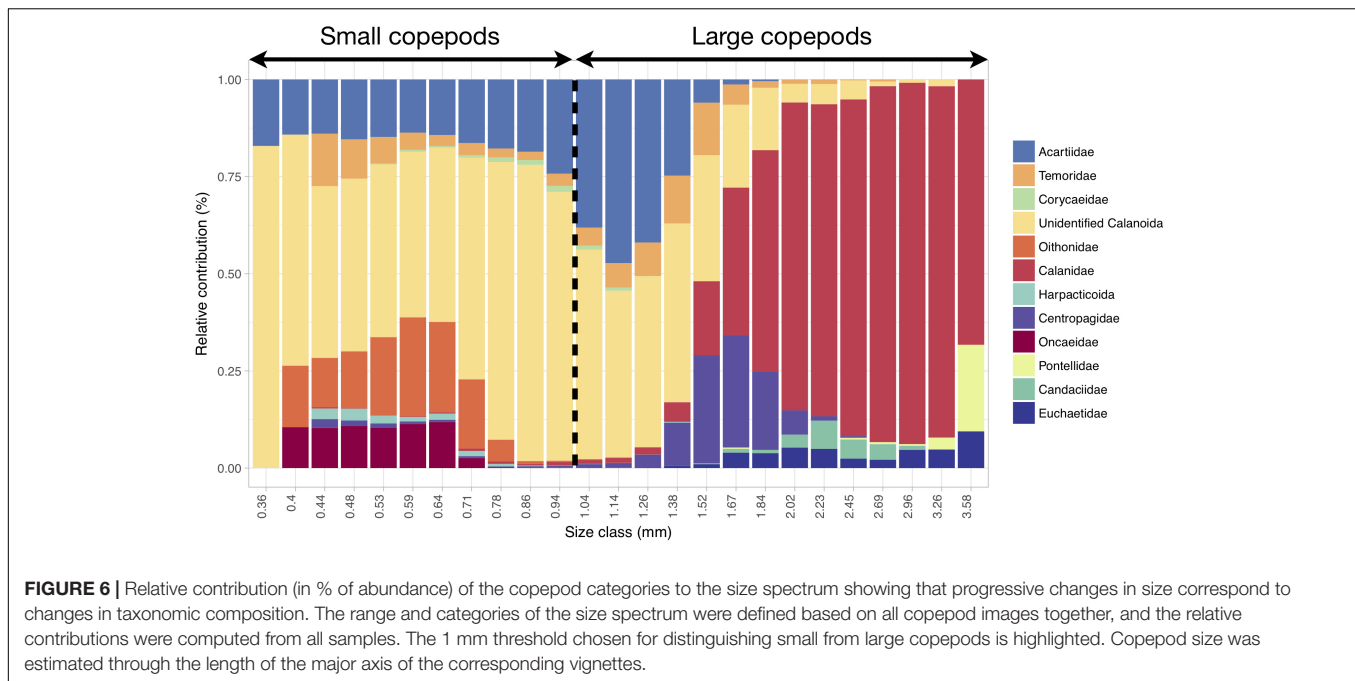 Small copepods
Large copepods
1.00
0.75
0.50
0.25
0.00
Relative contribution (%)
0.36
0.4
0.44
0.48
0.53
0.59
0.64
0.71
0.78
0.86
0.94
1.04
1.14
1.26
1.38
1.52
1.67
1.84
2.02
2.23
2.45
2.69
2.96
3.26
3.58
Size class (mm)
Acartiidae
Temoridae
Corycaeidae
Unidentified Calanoida
Oithonidae
Calanidae
Harpacticoida
Centropagidae
Oncaeidae
Pontellidae
Candaciidae
Euchaetidae
FIGURE 6 | Relative contribution (in % of abundance) of the copepod categories to the size spectrum showing that progressive changes in size correspond to
changes in taxonomic composition. The range and categories of the size spectrum were defined based on all copepod images together, and the relative
contributions were computed from all samples. The 1 mm threshold chosen for distinguishing small from large copepods is highlighted. Copepod size was
estimated through the length of the major axis of the corresponding vignettes.